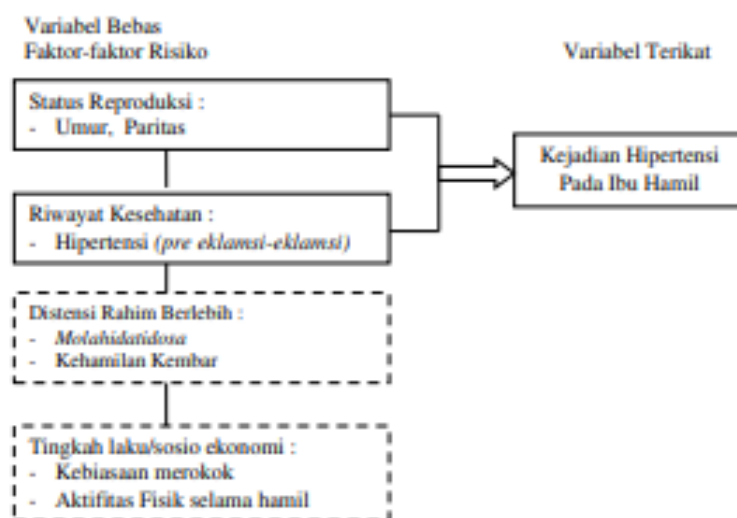 Variabel Bebas
Faktor-faktor Risiko
Variabel Terikat
Status Reproduksi :
- Umur, Paritas
Kejadian Hipertensi
Pada Ibu Hamil
Riwayat Kesehatan :
- Hipertensi (pre eklamsi-eklamsi)
Distensi Rahim Berlebih :
- Molahidatidosa
- Kehamilan Kembar
Tingkah laku/sosio ekonomi :
- Kebiasaan merokok
- Aktifitas Fisik selama hamil